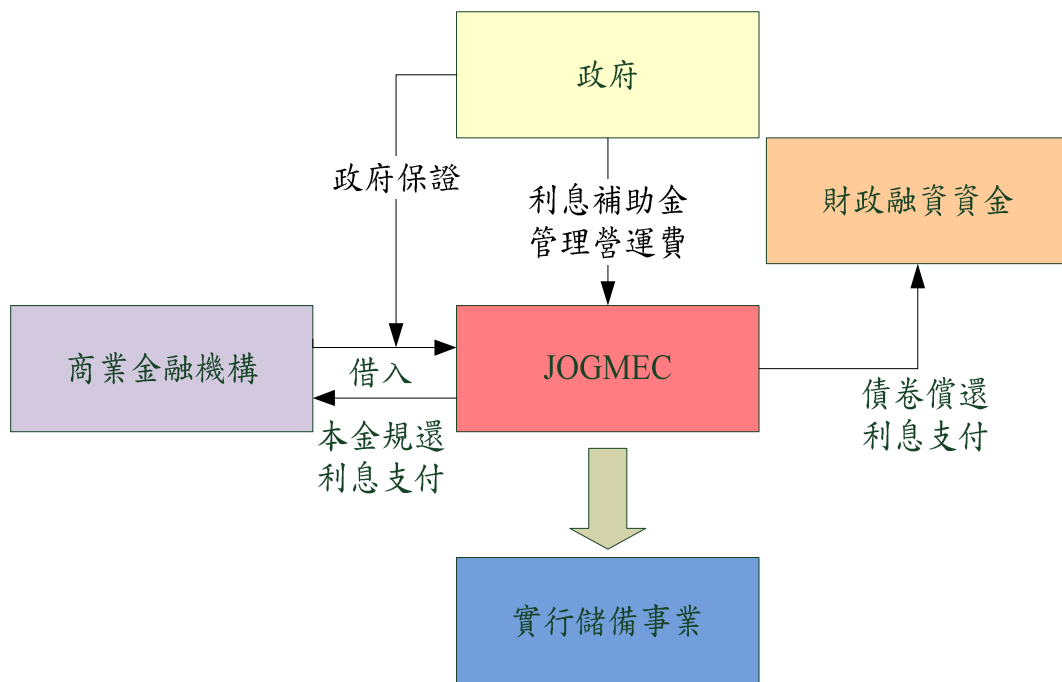 政府
政府保證
利息補助金
管理營運費
財政融資資金
商業金融機構
借入
JOGMEC
本金規還
利息支付
債卷償還
利息支付
實行儲備事業